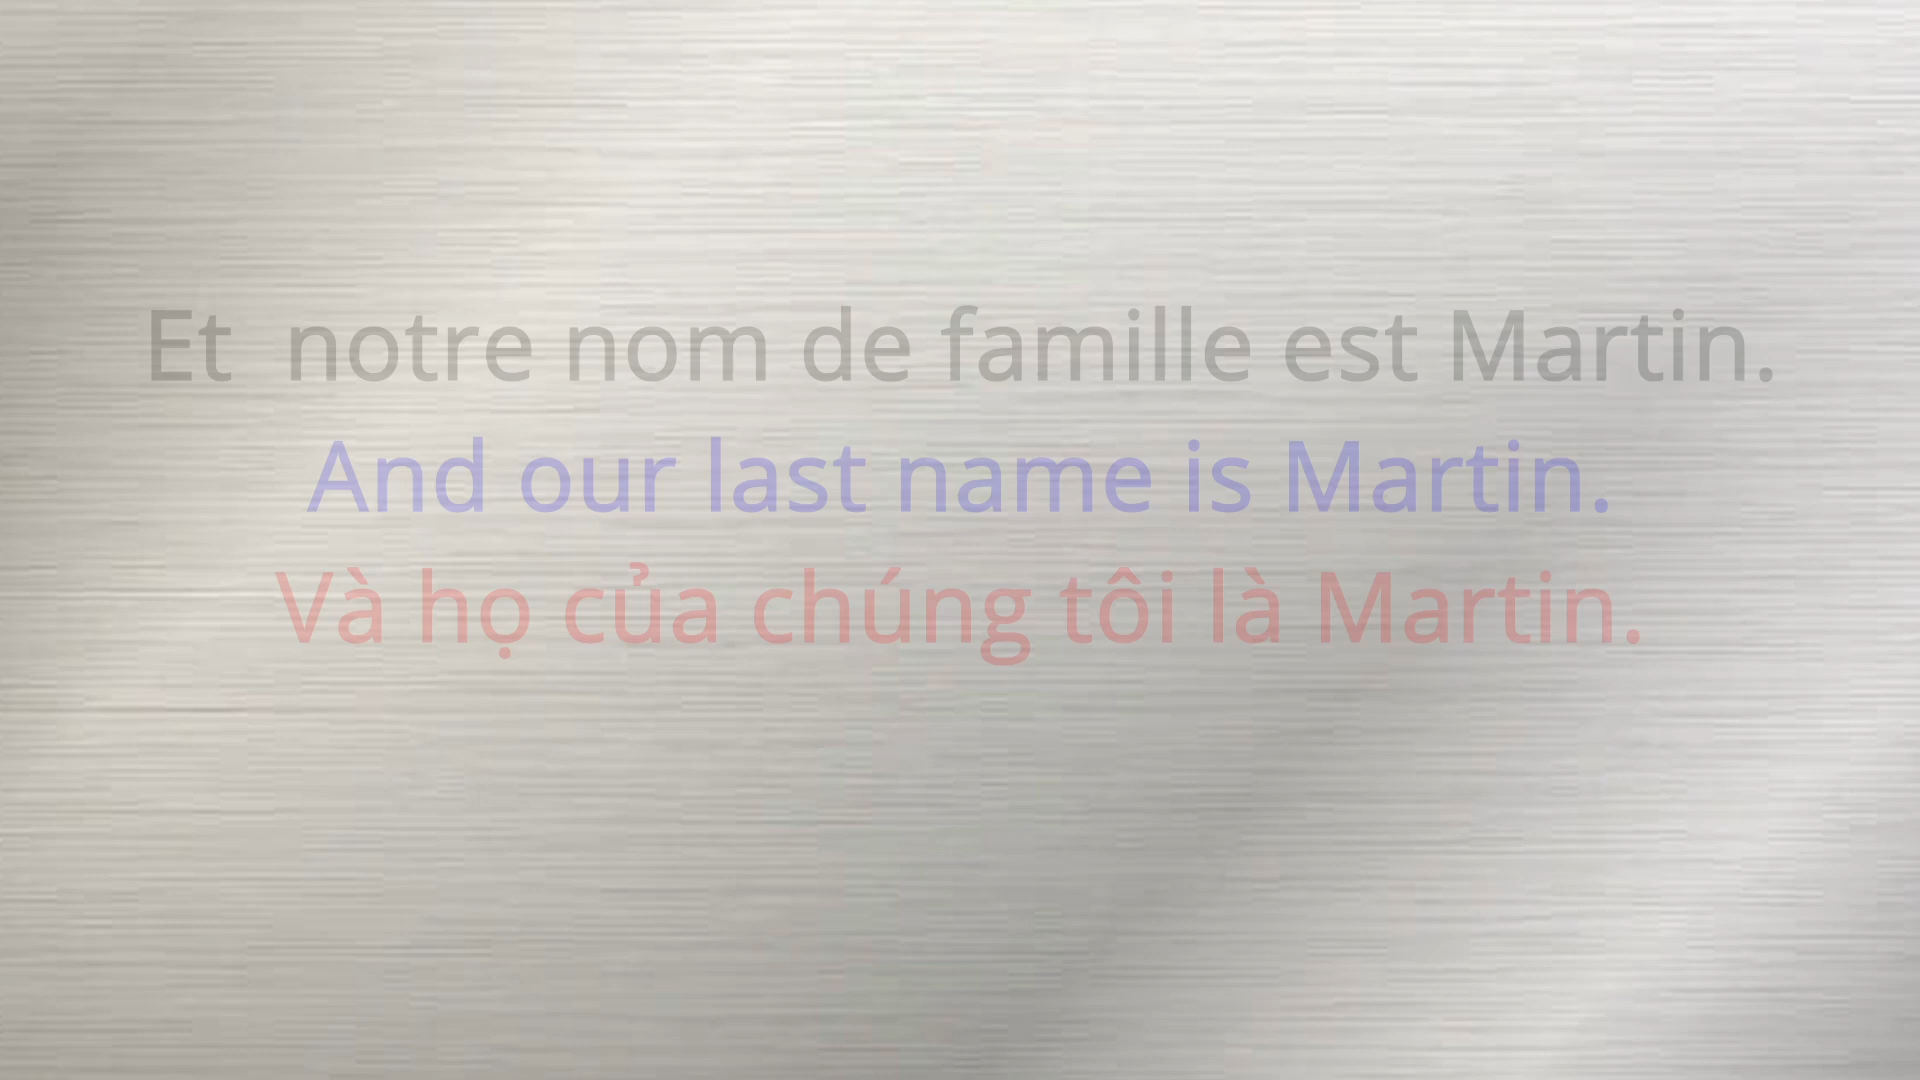 Et  notre nom de famille est Martin.
And our last name is Martin.
Và họ của chúng tôi là Martin.